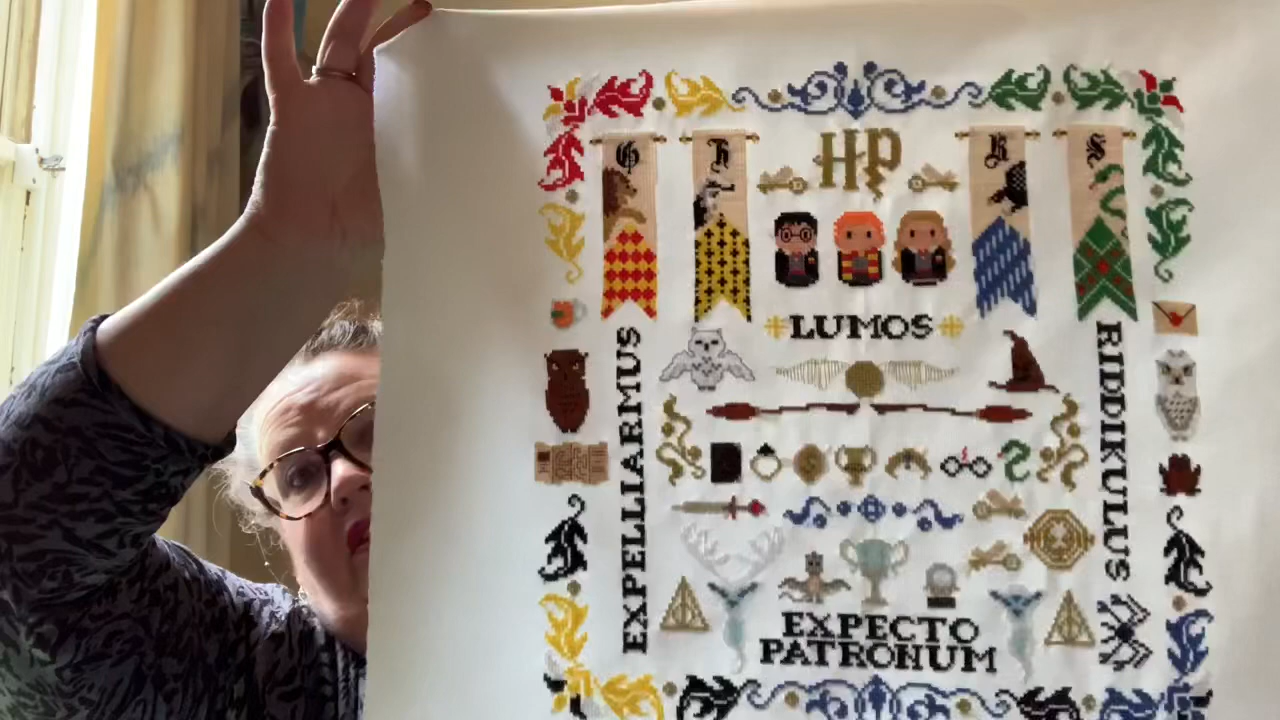 G
H
HP
R
S
LUMOS
EXPELLIARMUS
RIDDIKULUS
EXPECTO
PATRONUM